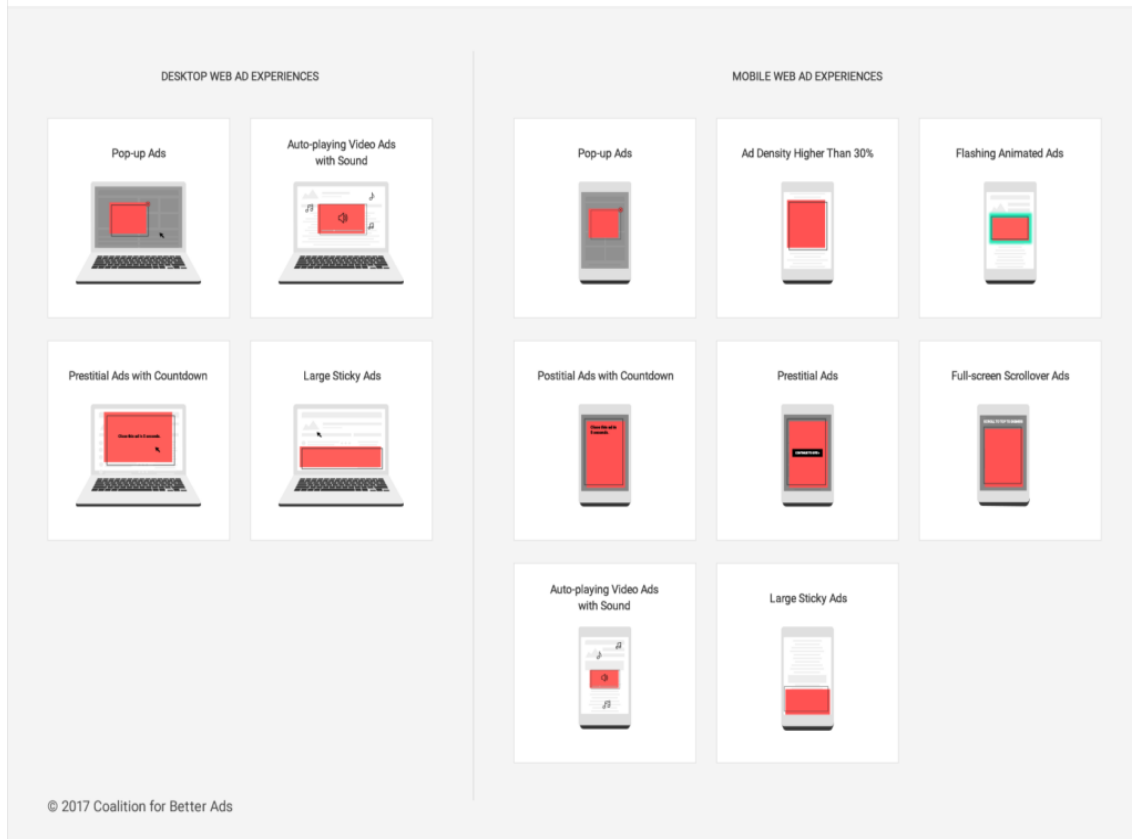 DESKTOP WEB AD EXPERIENCES
MOBILE WEB AD EXPERIENCES
Pop-up Ads
Auto-playing Video Ads
with Sound
Pop-up Ads
Ad Density Higher Than 30%
Flashing Animated Ads
Prestitial Ads with Countdown
Large Sticky Ads
Postitial Ads with Countdown
Prestitial Ads
Full-screen Scrollover Ads
Auto-playing Video Ads
with Sound
Large Sticky Ads
© 2017 Coalition for Better Ads